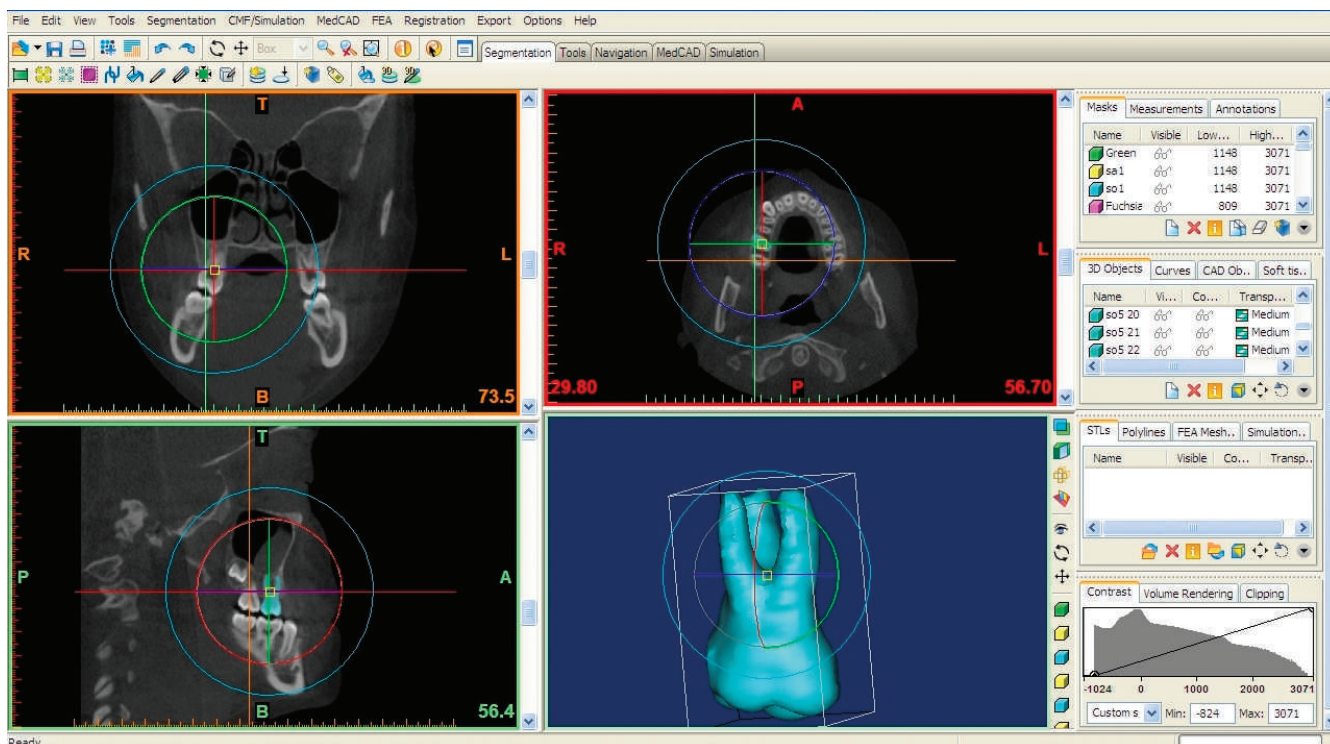 File Edit View Tools Segmentation CMF/Simulation MedCAD FEA Registration Export Options Help
Box Segmentation Tools Navigation MedCAD Simulation
T
R
L
B
73.5
A
R
L
P
29.80
56.70
T
P
A
B
56.4
Masks Measurements Annotations
Name Visible Low... High...
Green 1148 3071
sa1 1148 3071
so1 1148 3071
Fuchsia 809 3071
3D Objects Curves CAD Ob.. Soft tis..
Name Vi... Co... Transp...
so5 20 Medium
so5 21 Medium
so5 22 Medium
STLs Polylines FEA Mesh.. Simulation..
Name Visible Co... Transp..
Contrast Volume Rendering Clipping
-1024 0 1000 2000 3071
Custom s Min: -824 Max: 3071
Ready